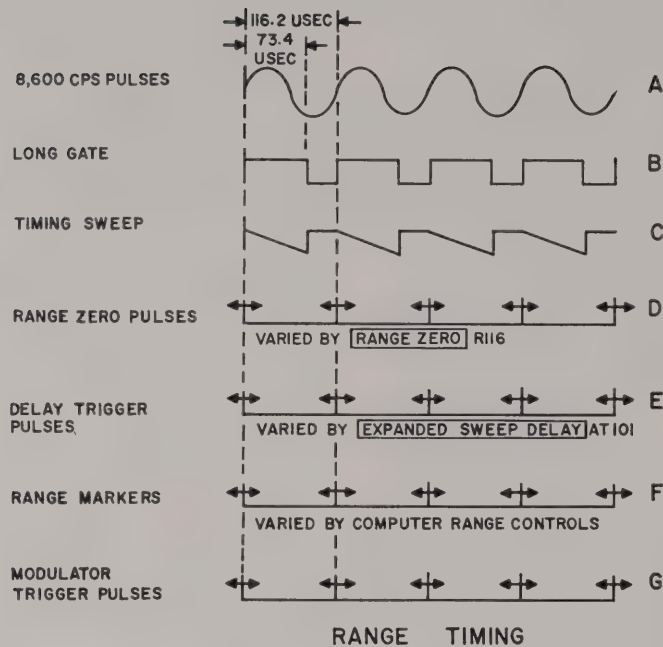 116.2 USEC
73.4
USEC
8,600 CPS PULSES
A
LONG GATE
B
TIMING SWEEP
C
RANGE ZERO PULSES
D
VARIED BY RANGE ZERO R116
DELAY TRIGGER
PULSES
E
VARIED BY EXPANDED SWEEP DELAY AT101
RANGE MARKERS
F
VARIED BY COMPUTER RANGE CONTROLS
MODULATOR
TRIGGER PULSES
G
RANGE TIMING